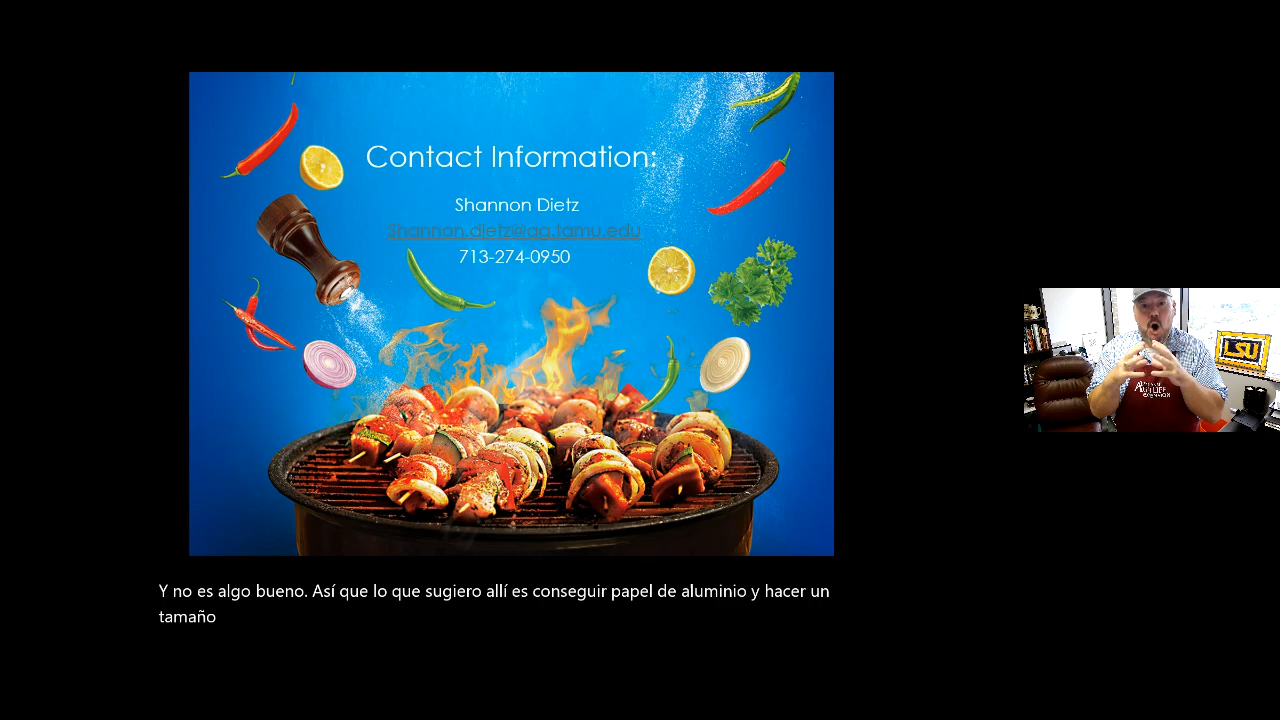 Contact Information:
Shannon Dietz
Shannon.dietz@ag.tamu.edu
713-274-0950
LSU
Y no es algo bueno. Así que lo que sugiero allí es conseguir papel de aluminio y hacer un
tamaño